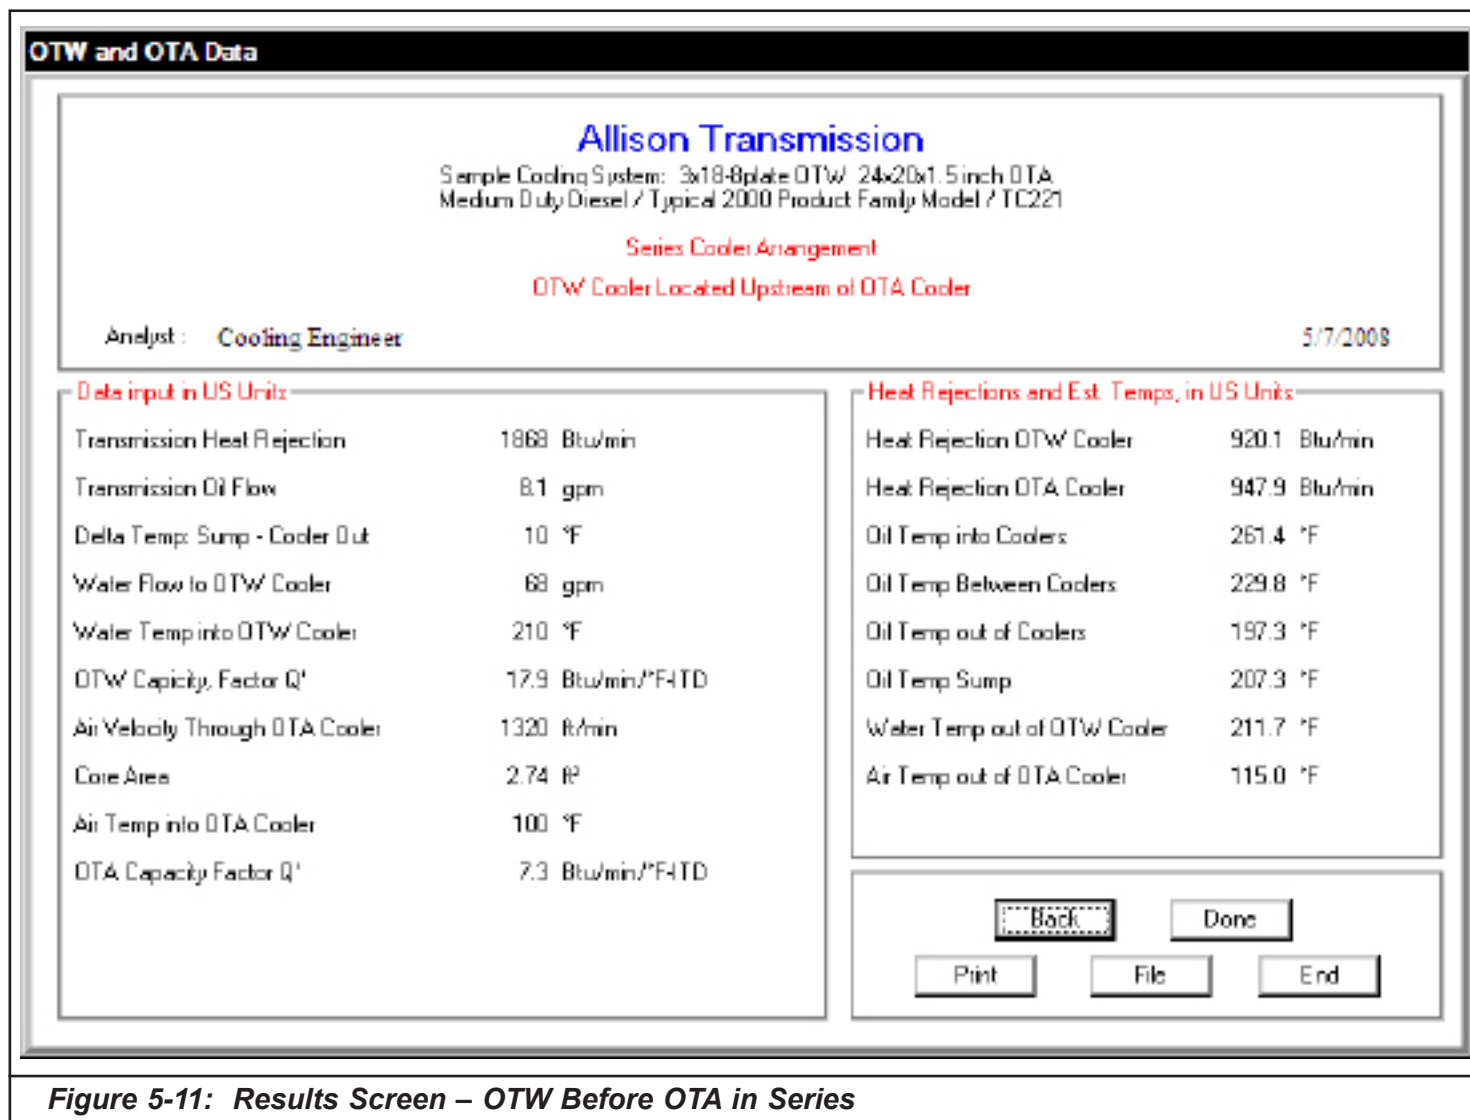 OTW and OTA Data
Allison Transmission
Sample Cooling System: 3x18-8plate OTW 24x20x1.5 inch OTA
Medium Duty Diesel / Typical 2000 Product Family Model / TC221
Series Cooler Arrangement
OTW Cooler Located Upstream of OTA Cooler
Analyst : Cooling Engineer 5/7/2008
Data input in US Units
Transmission Heat Rejection 1868 Btu/min
Transmission Oil Flow 8.1 gpm
Delta Temp: Sump - Cooler Out 10 °F
Water Flow to OTW Cooler 68 gpm
Water Temp into OTW Cooler 210 °F
OTW Capicity, Factor Q' 17.9 Btu/min/°F-ITD
Air Velocity Through OTA Cooler 1320 ft/min
Core Area 2.74 ft²
Air Temp into OTA Cooler 100 °F
OTA Capacity Factor Q' 7.3 Btu/min/°F-ITD
Heat Rejections and Est. Temps, in US Units
Heat Rejection OTW Cooler 920.1 Btu/min
Heat Rejection OTA Cooler 947.9 Btu/min
Oil Temp into Coolers 261.4 °F
Oil Temp Between Coolers 229.8 °F
Oil Temp out of Coolers 197.3 °F
Oil Temp Sump 207.3 °F
Water Temp out of OTW Cooler 211.7 °F
Air Temp out of OTA Cooler 115.0 °F
Back Done
Print File End
Figure 5-11: Results Screen – OTW Before OTA in Series